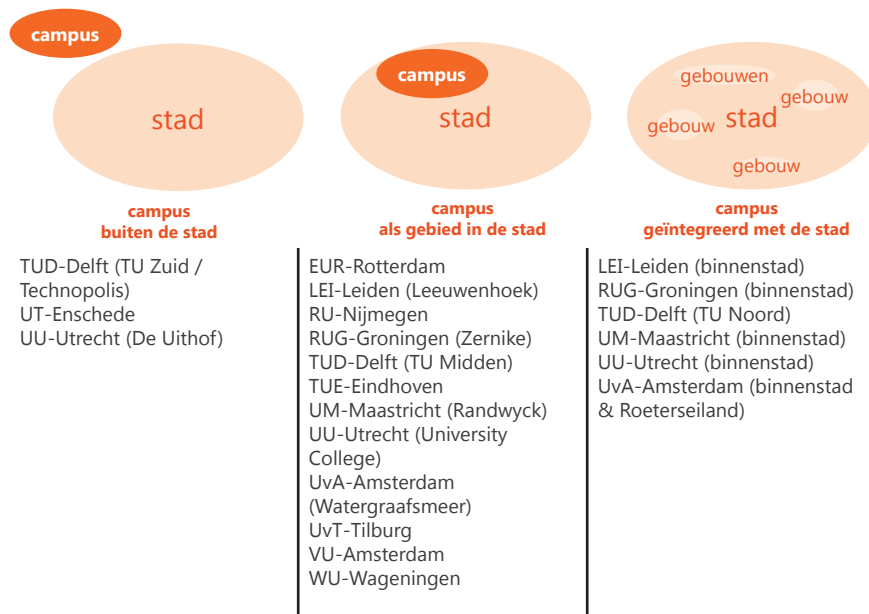 campus
stad
campus
buiten de stad
TUD-Delft (TU Zuid /
Technopolis)
UT-Enschede
UU-Utrecht (De Uithof)
campus
stad
campus
als gebied in de stad
EUR-Rotterdam
LEI-Leiden (Leeuwenhoek)
RU-Nijmegen
RUG-Groningen (Zernike)
TUD-Delft (TU Midden)
TUE-Eindhoven
UM-Maastricht (Randwyck)
UU-Utrecht (University
College)
UvA-Amsterdam
(Watergraafsmeer)
UvT-Tilburg
VU-Amsterdam
WU-Wageningen
gebouwen
gebouw
gebouw
stad
gebouw
campus
geïntegreerd met de stad
LEI-Leiden (binnenstad)
RUG-Groningen (binnenstad)
TUD-Delft (TU Noord)
UM-Maastricht (binnenstad)
UU-Utrecht (binnenstad)
UvA-Amsterdam (binnenstad
& Roeterseiland)